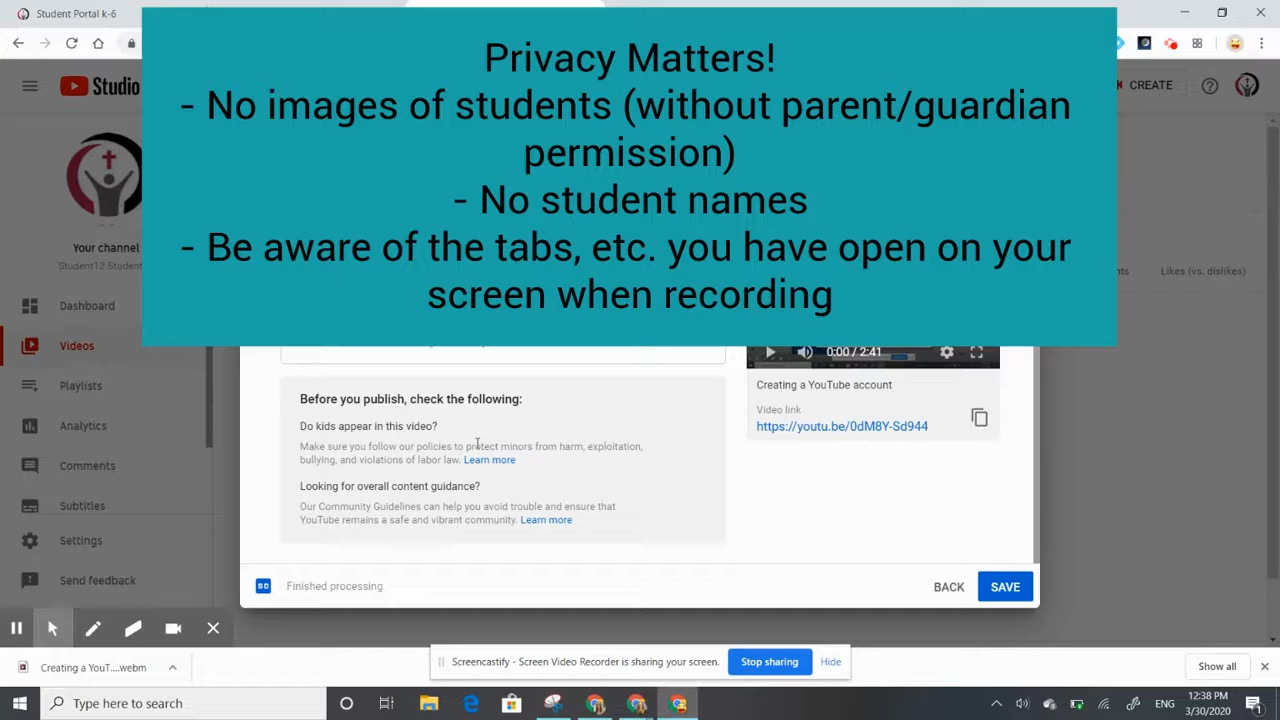 Student Portal k-6
Privacy Matters!
- No images of students (without parent/guardian
permission)
- No student names
- Be aware of the tabs, etc. you have open on your
screen when recording
Studio
CREATE
Your channel
Student12 Student
Likes (vs. dislikes)
Dashboard
Videos
Playlists
Analytics
Comments
Subtitles
Settings
Send feedback
0:00 / 2:41
Creating a YouTube account
Video link
https://youtu.be/0dM8Y-Sd944
Before you publish, check the following:
Do kids appear in this video?
Make sure you follow our policies to protect minors from harm, exploitation,
bullying, and violations of labor law. Learn more
Looking for overall content guidance?
Our Community Guidelines can help you avoid trouble and ensure that
YouTube remains a safe and vibrant community. Learn more
SD
Finished processing
BACK
SAVE
Creating a YouT....webm
Screencastify - Screen Video Recorder is sharing your screen.
Stop sharing
Hide
Show all
Type here to search
ENG
12:38 PM
3/30/2020